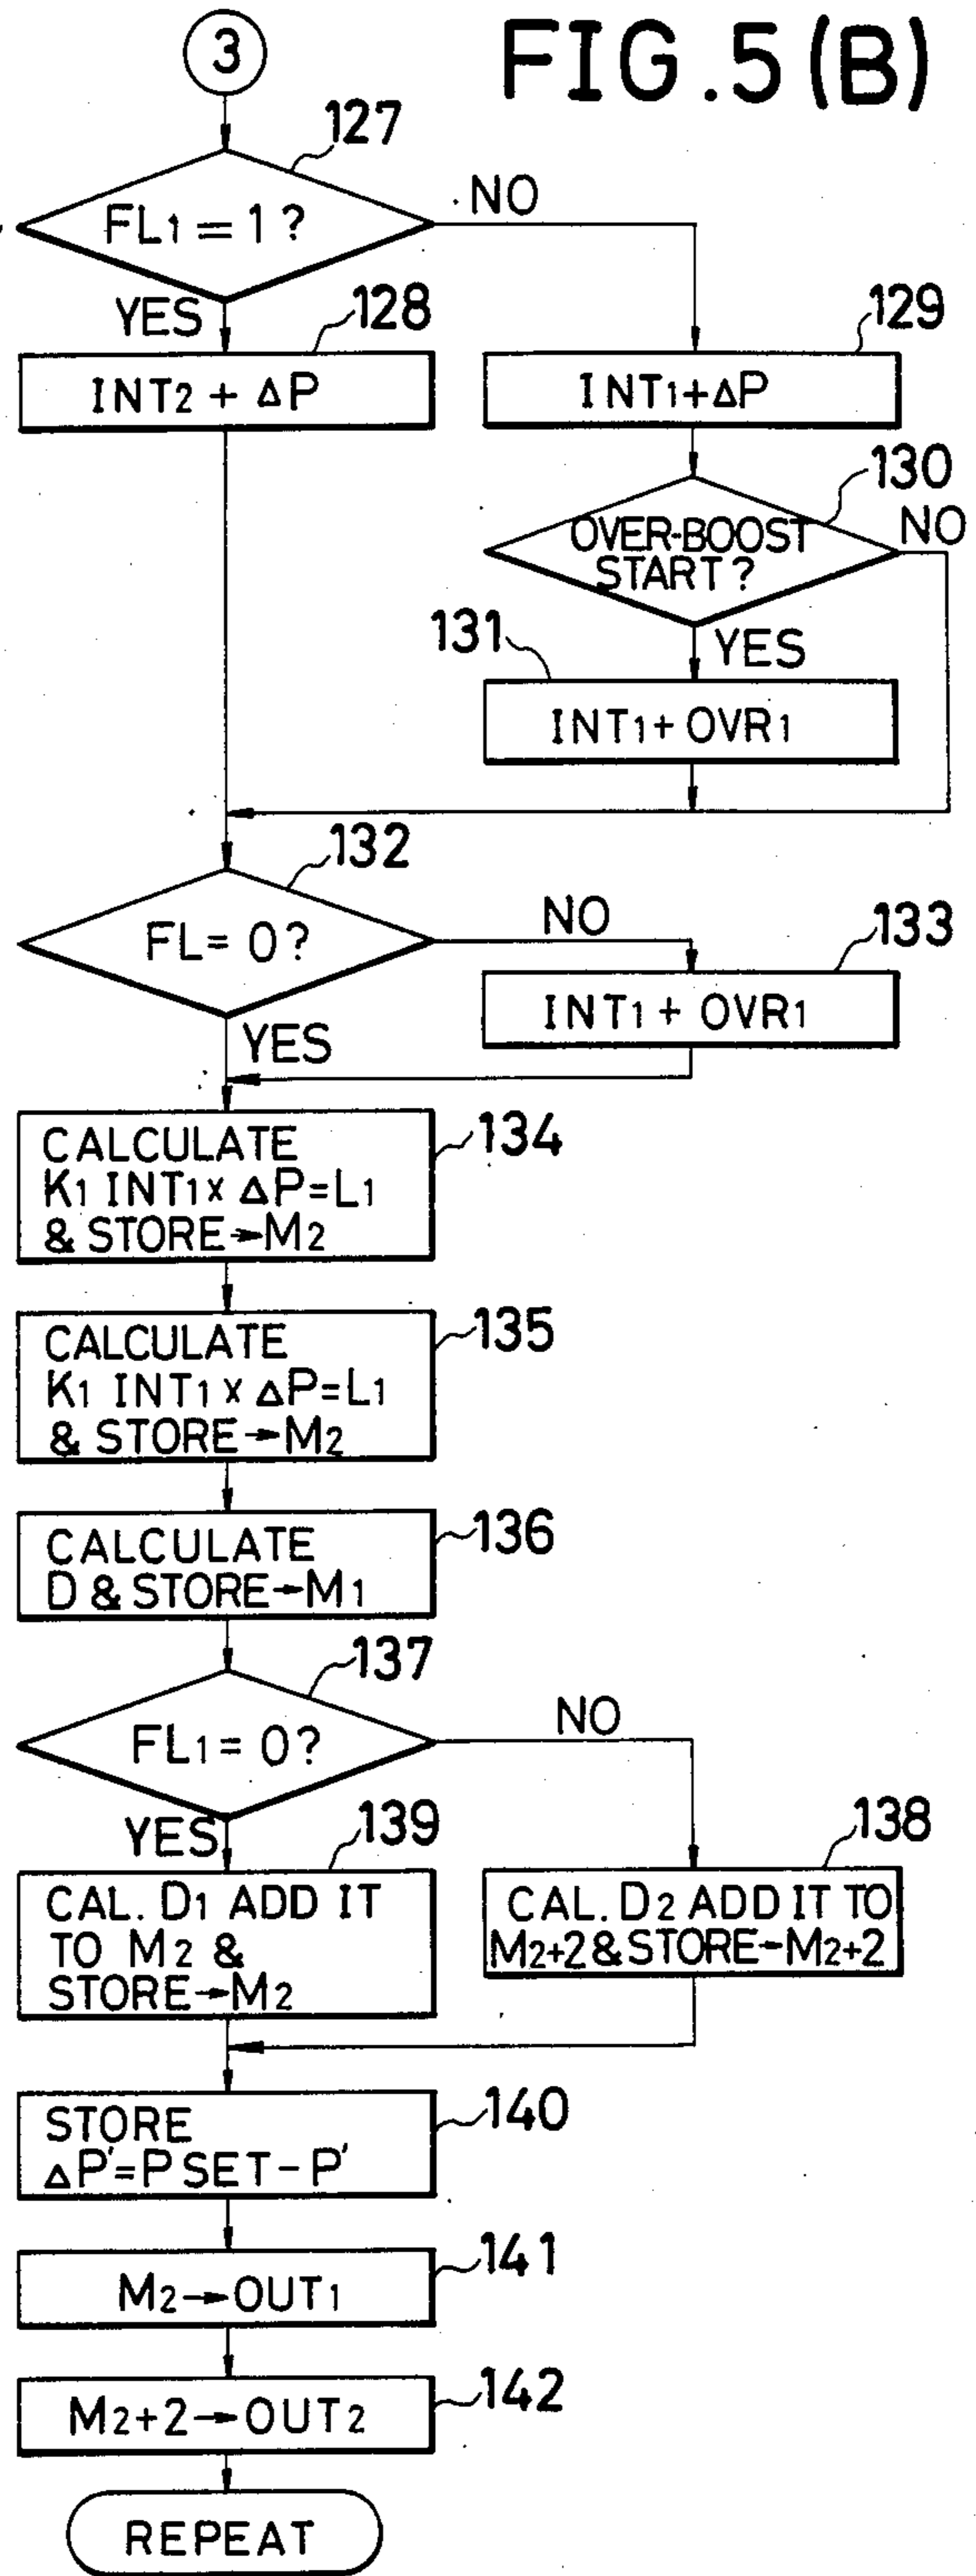 3
FIG. 5 (B)
127
FL1 = 1 ?
NO
YES
128
129
INT2 + ΔP
INT1+ΔP
130
OVER-BOOST
START ?
NO
131
YES
INT1+ OVR1
132
FL= 0 ?
NO
133
INT1 + OVR1
YES
CALCULATE
K1 INT1 x ΔP=L1
& STORE→M2
134
CALCULATE
K1 INT1 x ΔP=L1
& STORE→M2
135
CALCULATE
D & STORE→M1
136
137
FL1 = 0 ?
NO
YES
139
138
CAL. D1 ADD IT
TO M2 &
STORE→M2
CAL. D2 ADD IT TO
M2+2 & STORE→M2+2
STORE
ΔP'=P SET - P'
140
M2→OUT1
141
M2+2→OUT2
142
REPEAT